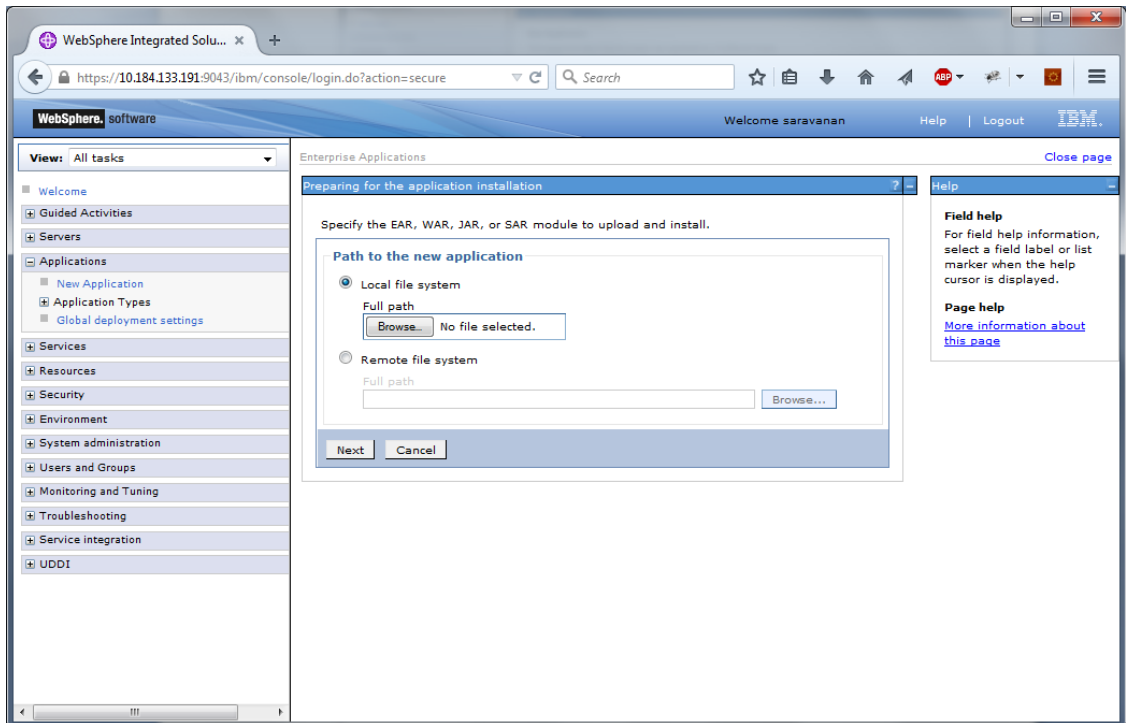 WebSphere Integrated Solu...
https://10.184.133.191:9043/ibm/console/login.do?action=secure
Search
ABP
WebSphere. software
Welcome saravanan
Help | Logout
IBM.
View: All tasks
Welcome
Guided Activities
Servers
Applications
New Application
Application Types
Global deployment settings
Services
Resources
Security
Environment
System administration
Users and Groups
Monitoring and Tuning
Troubleshooting
Service integration
UDDI
Enterprise Applications
Close page
Preparing for the application installation
? -
Specify the EAR, WAR, JAR, or SAR module to upload and install.
Path to the new application
Local file system
Full path
Browse... No file selected.
Remote file system
Full path
Browse...
Next Cancel
Help
Field help
For field help information,
select a field label or list
marker when the help
cursor is displayed.
Page help
More information about
this page